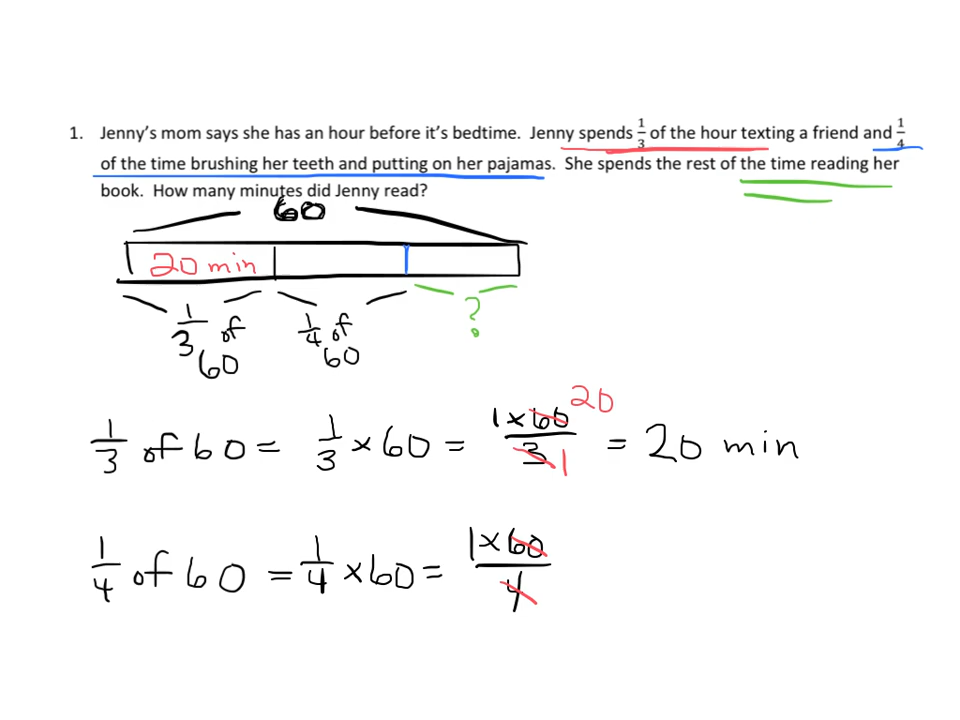 1. Jenny's mom says she has an hour before it's bedtime. Jenny spends 1/3 of the hour texting a friend and 1/4
of the time brushing her teeth and putting on her pajamas. She spends the rest of the time reading her
book. How many minutes did Jenny read?
60
20 min
1/3 of 60
1/4 of 60
?
1/3 of 60 = 1/3 × 60 = 1 × 60 20 / 3 1 = 20 min
1/4 of 60 = 1/4 × 60 = 1 × 60 / 4